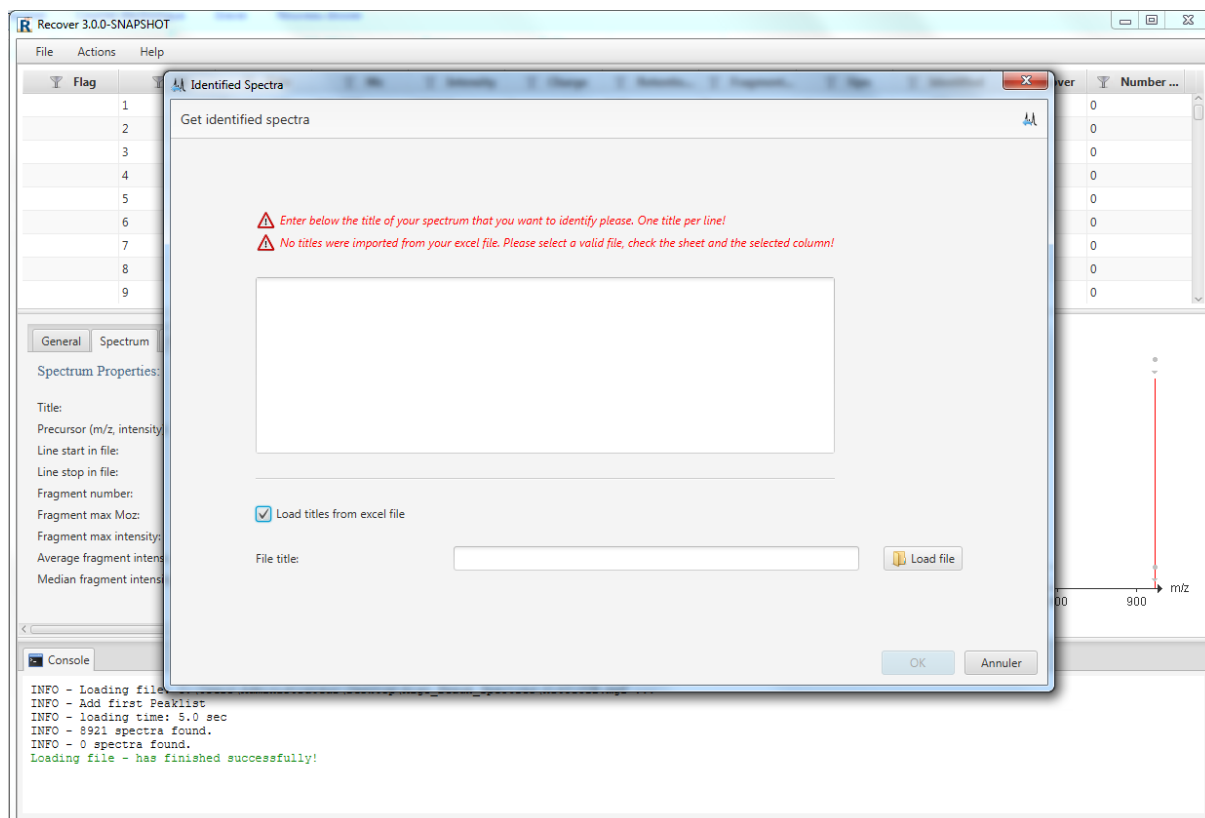 Recover 3.0.0-SNAPSHOT
File Actions Help
Flag
Number ...
Identified Spectra
Get identified spectra
1
2
3
4
5
6
7
8
9
0
0
0
0
0
0
0
0
0
Enter below the title of your spectrum that you want to identify please. One title per line!
No titles were imported from your excel file. Please select a valid file, check the sheet and the selected column!
Load titles from excel file
File title:
Load file
OK
Annuler
General Spectrum
Spectrum Properties:
Title:
Precursor (m/z, intensity
Line start in file:
Line stop in file:
Fragment number:
Fragment max Moz:
Fragment max intensity:
Average fragment intens
Median fragment intens
900
m/z
Console
INFO - Loading file:
INFO - Add first Peaklist
INFO - loading time: 5.0 sec
INFO - 8921 spectra found.
INFO - 0 spectra found.
Loading file - has finished successfully!